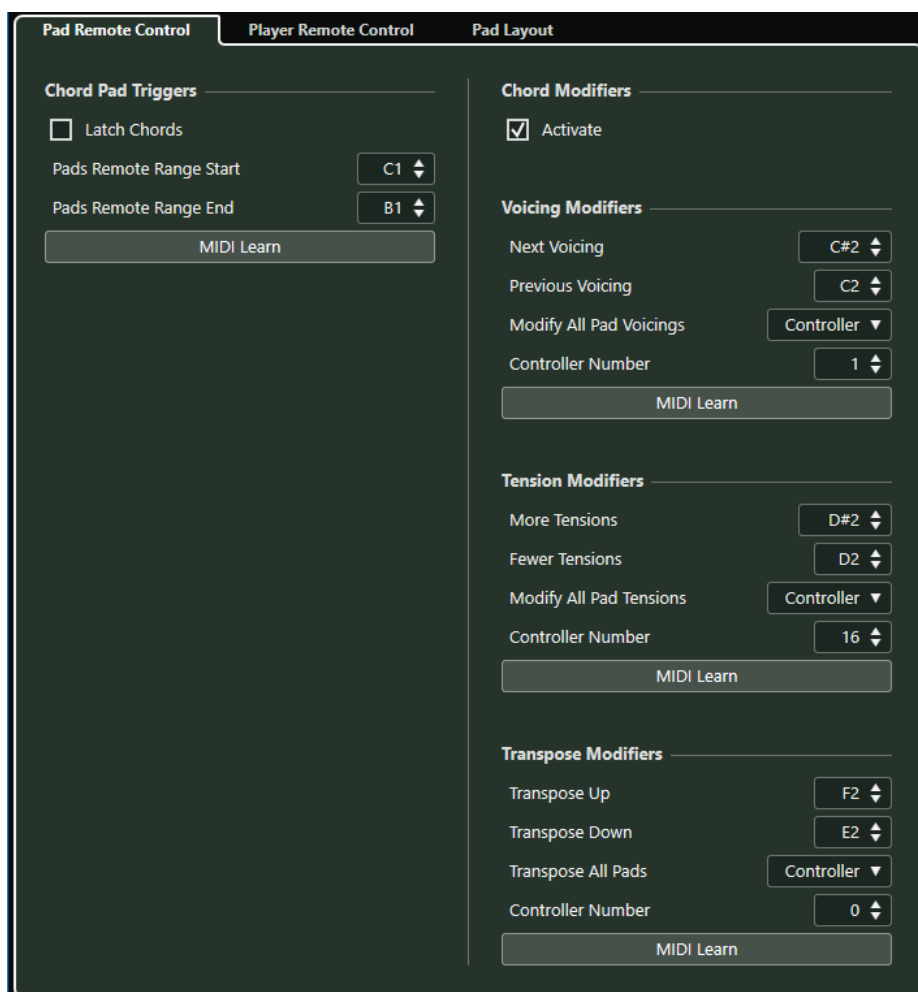 Pad Remote Control
Player Remote Control
Pad Layout
Chord Pad Triggers
Latch Chords
Pads Remote Range Start C1
Pads Remote Range End B1
MIDI Learn
Chord Modifiers
Activate
Voicing Modifiers
Next Voicing C#2
Previous Voicing C2
Modify All Pad Voicings Controller
Controller Number 1
MIDI Learn
Tension Modifiers
More Tensions D#2
Fewer Tensions D2
Modify All Pad Tensions Controller
Controller Number 16
MIDI Learn
Transpose Modifiers
Transpose Up F2
Transpose Down E2
Transpose All Pads Controller
Controller Number 0
MIDI Learn